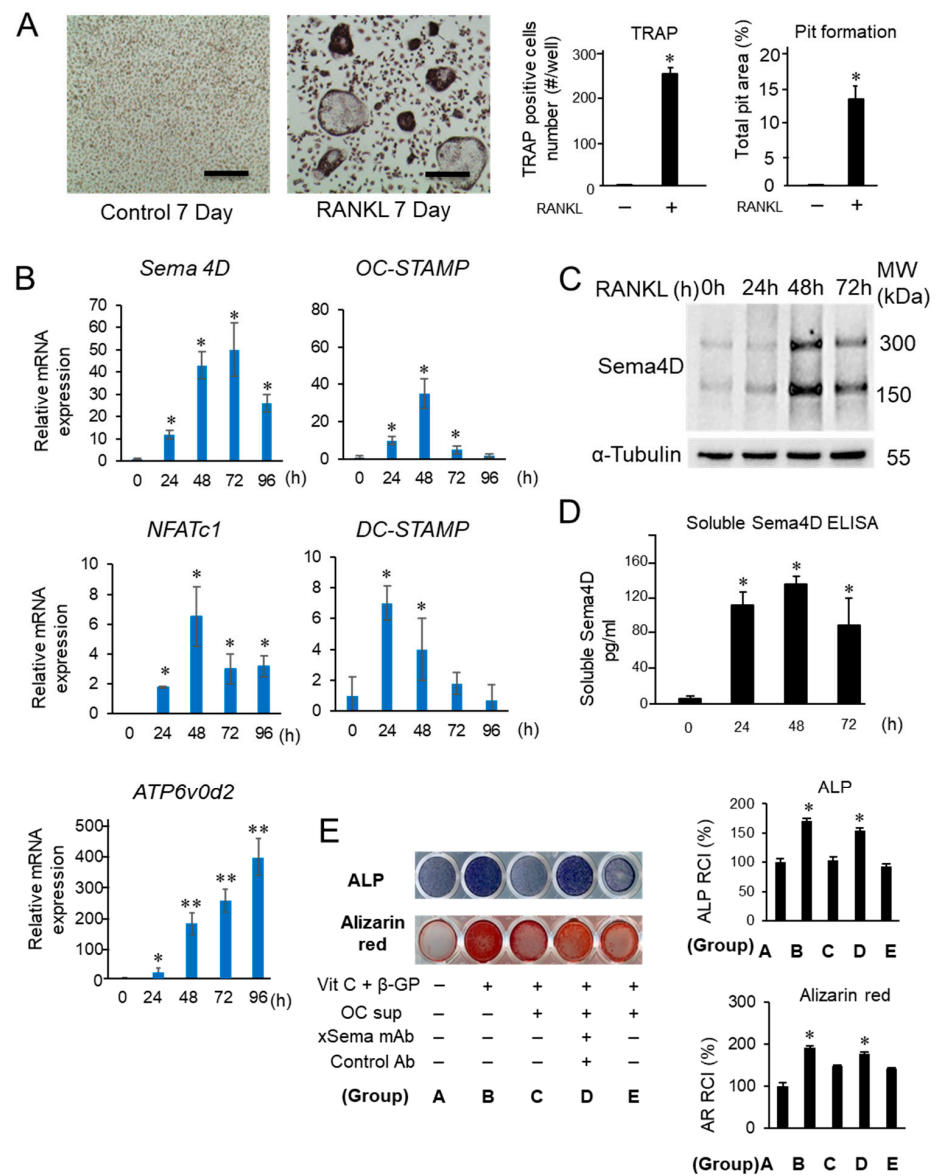 A
Control 7 Day
RANKL 7 Day
TRAP
TRAP positive cells
number (#/well)
300
200
100
0
*
RANKL
– +
Pit formation
Total pit area (%)
20
15
10
5
0
*
RANKL
– +
B
Sema 4D
Relative mRNA
expression
70
60
50
40
30
20
10
0
* * * *
0 24 48 72 96 (h)
OC-STAMP
80
60
40
20
0
* * *
0 24 48 72 96 (h)
NFATc1
Relative mRNA
expression
8
6
4
2
0
* * * *
0 24 48 72 96 (h)
DC-STAMP
10
8
6
4
2
0
* *
0 24 48 72 96 (h)
ATP6v0d2
Relative mRNA
expression
500
400
300
200
100
0
* ** ** **
0 24 48 72 96 (h)
C
RANKL (h) 0h 24h 48h 72h MW
(kDa)
Sema4D
300
150
α-Tubulin 55
D
Soluble Sema4D ELISA
Soluble Sema4D
pg/ml
160
120
80
40
0
* * *
0 24 48 72 (h)
E
ALP
Alizarin
red
Vit C + β-GP – + + + +
OC sup – – + + +
xSema mAb – – – + –
Control Ab – – – + –
(Group) A B C D E
ALP
ALP RCI (%)
200
150
100
50
0
* *
(Group) A B C D E
Alizarin red
AR RCI (%)
300
200
100
0
* *
(Group) A B C D E